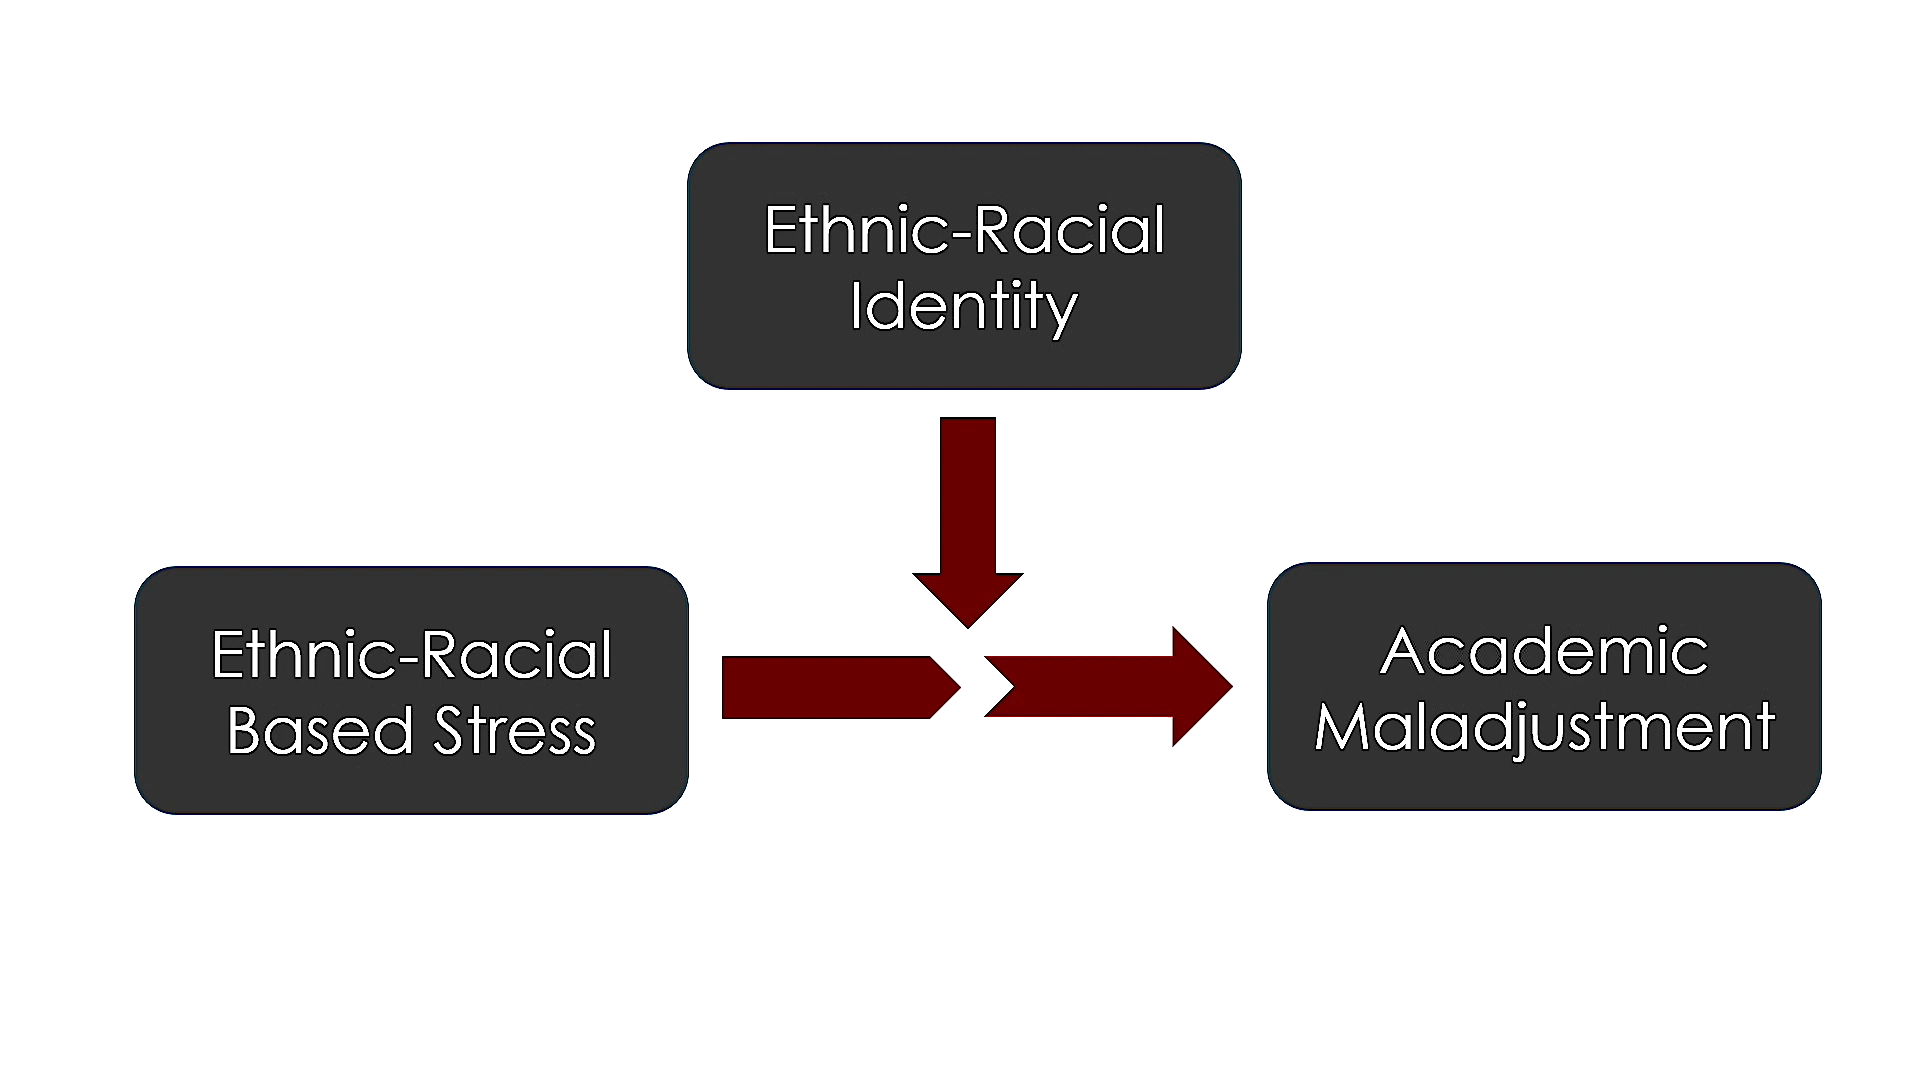 Ethnic-Racial
Identity
Ethnic-Racial
Based Stress
Academic
Maladjustment